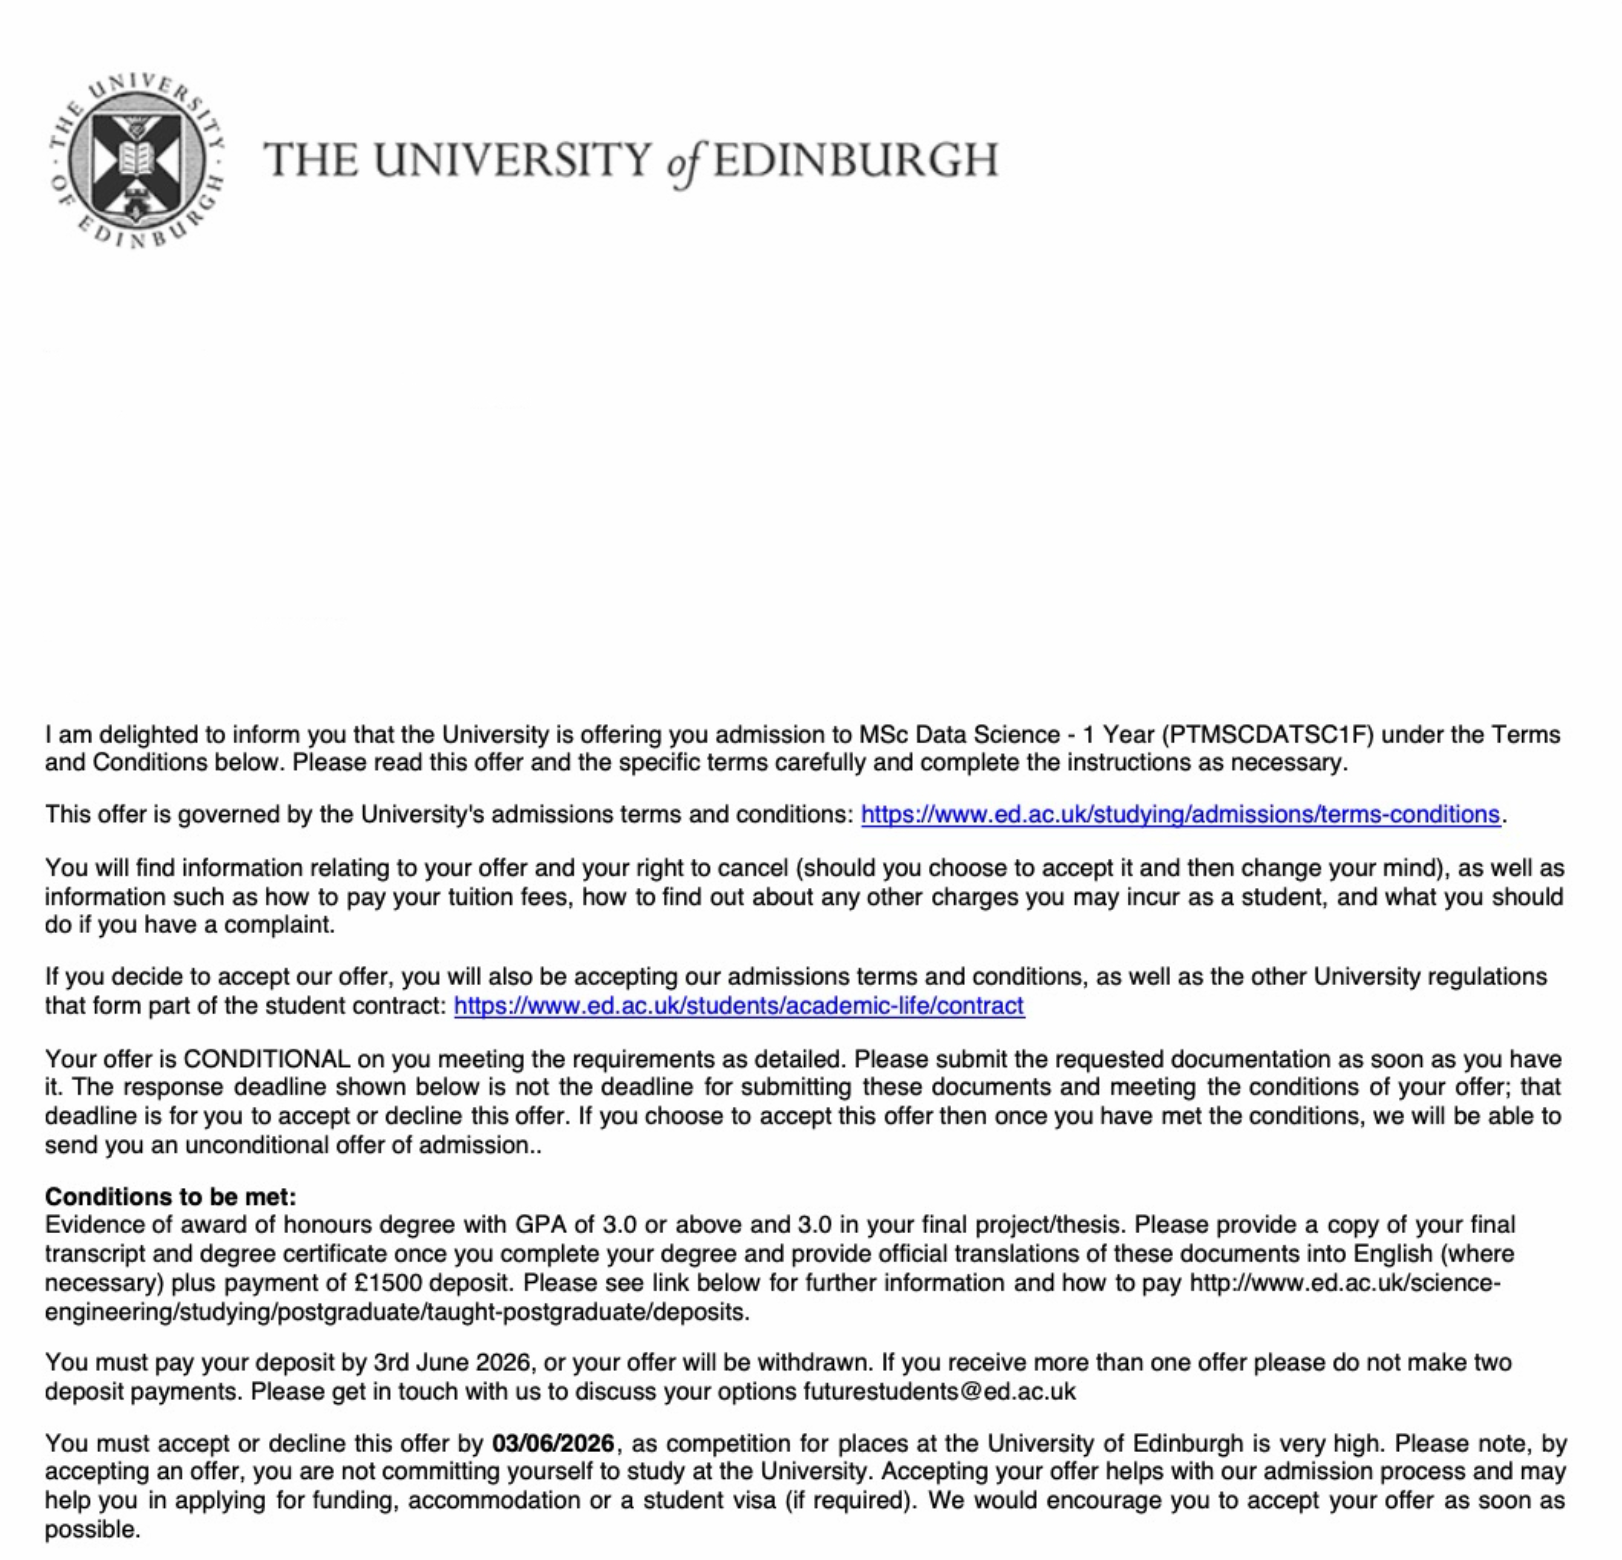 THE UNIVERSITY OF EDINBURGH
THE UNIVERSITY of EDINBURGH
I am delighted to inform you that the University is offering you admission to MSc Data Science - 1 Year (PTMSCDATSC1F) under the Terms
and Conditions below. Please read this offer and the specific terms carefully and complete the instructions as necessary.
This offer is governed by the University's admissions terms and conditions: https://www.ed.ac.uk/studying/admissions/terms-conditions.
You will find information relating to your offer and your right to cancel (should you choose to accept it and then change your mind), as well as
information such as how to pay your tuition fees, how to find out about any other charges you may incur as a student, and what you should
do if you have a complaint.
If you decide to accept our offer, you will also be accepting our admissions terms and conditions, as well as the other University regulations
that form part of the student contract: https://www.ed.ac.uk/students/academic-life/contract
Your offer is CONDITIONAL on you meeting the requirements as detailed. Please submit the requested documentation as soon as you have
it. The response deadline shown below is not the deadline for submitting these documents and meeting the conditions of your offer; that
deadline is for you to accept or decline this offer. If you choose to accept this offer then once you have met the conditions, we will be able to
send you an unconditional offer of admission..
Conditions to be met:
Evidence of award of honours degree with GPA of 3.0 or above and 3.0 in your final project/thesis. Please provide a copy of your final
transcript and degree certificate once you complete your degree and provide official translations of these documents into English (where
necessary) plus payment of £1500 deposit. Please see link below for further information and how to pay http://www.ed.ac.uk/science-
engineering/studying/postgraduate/taught-postgraduate/deposits.
You must pay your deposit by 3rd June 2026, or your offer will be withdrawn. If you receive more than one offer please do not make two
deposit payments. Please get in touch with us to discuss your options futurestudents@ed.ac.uk
You must accept or decline this offer by 03/06/2026, as competition for places at the University of Edinburgh is very high. Please note, by
accepting an offer, you are not committing yourself to study at the University. Accepting your offer helps with our admission process and may
help you in applying for funding, accommodation or a student visa (if required). We would encourage you to accept your offer as soon as
possible.